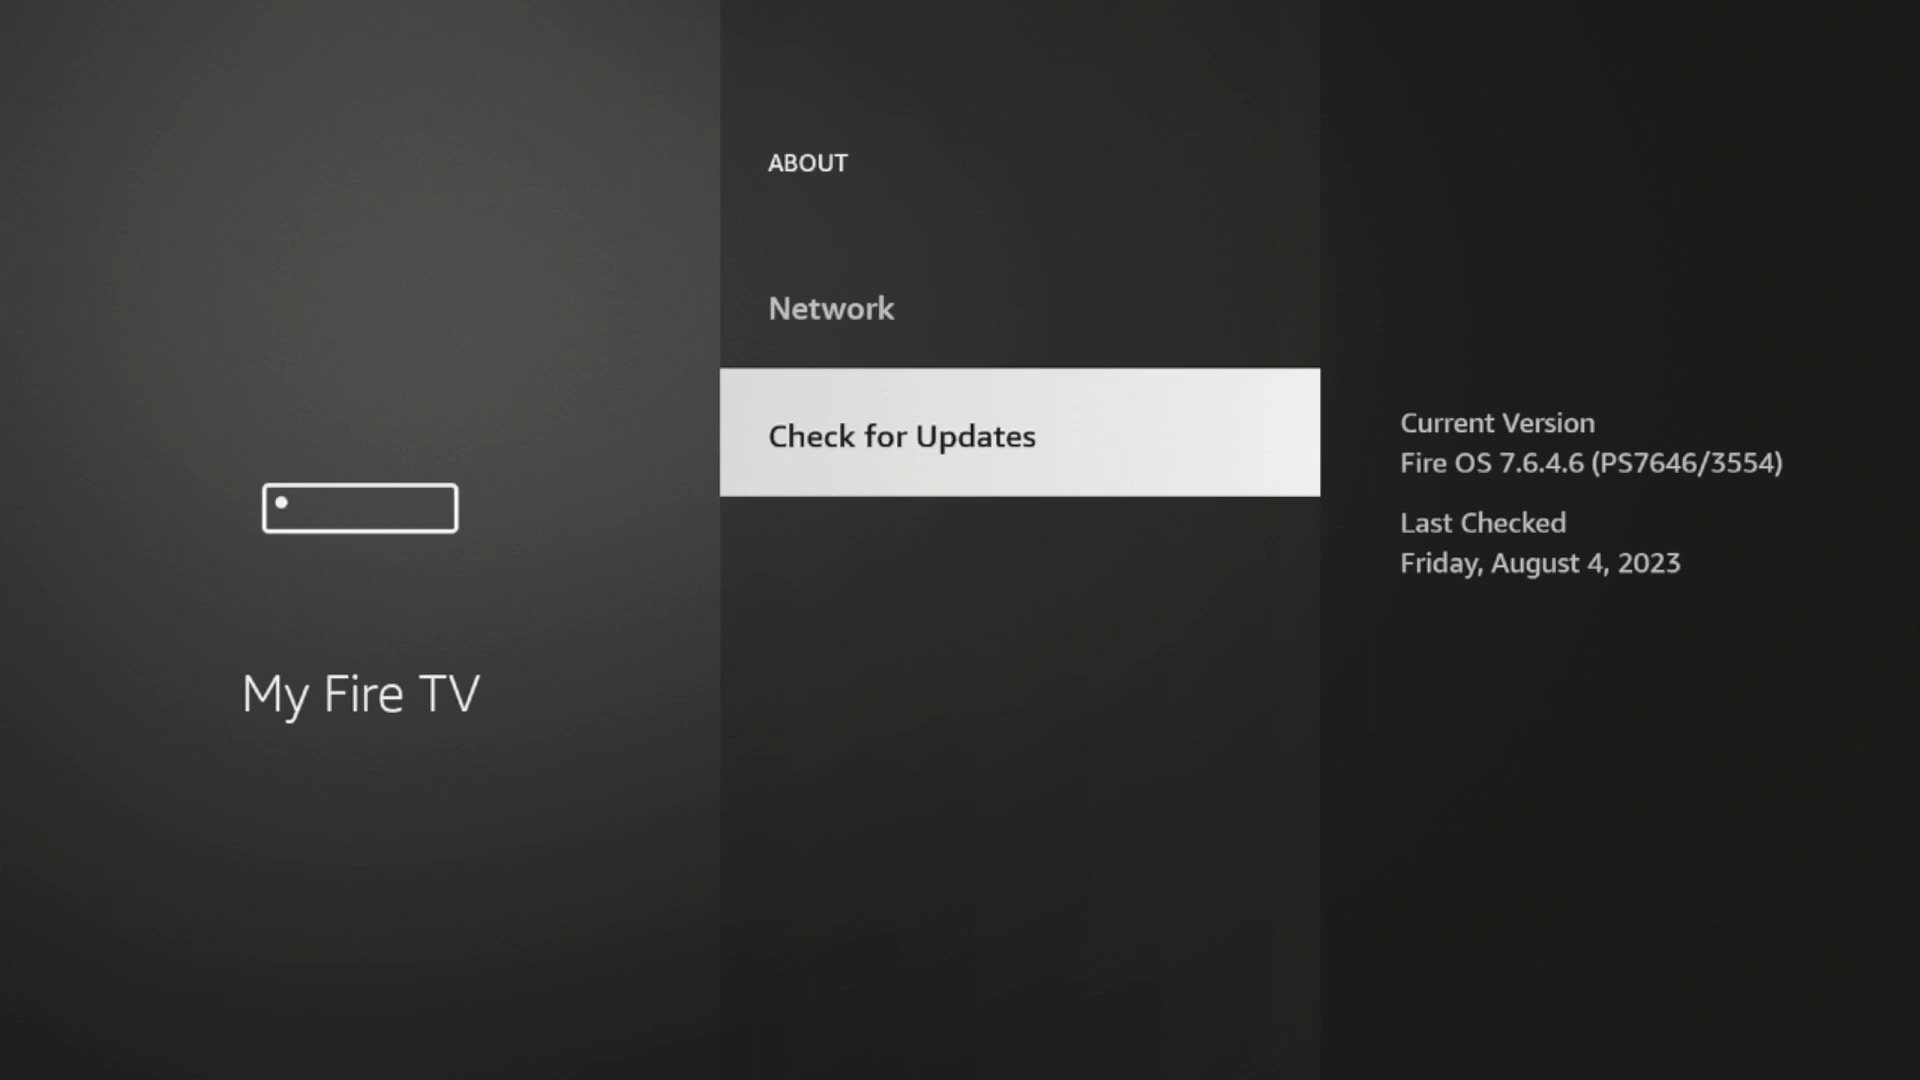 My Fire TV
ABOUT
Network
Check for Updates
Current Version
Fire OS 7.6.4.6 (PS7646/3554)
Last Checked
Friday, August 4, 2023